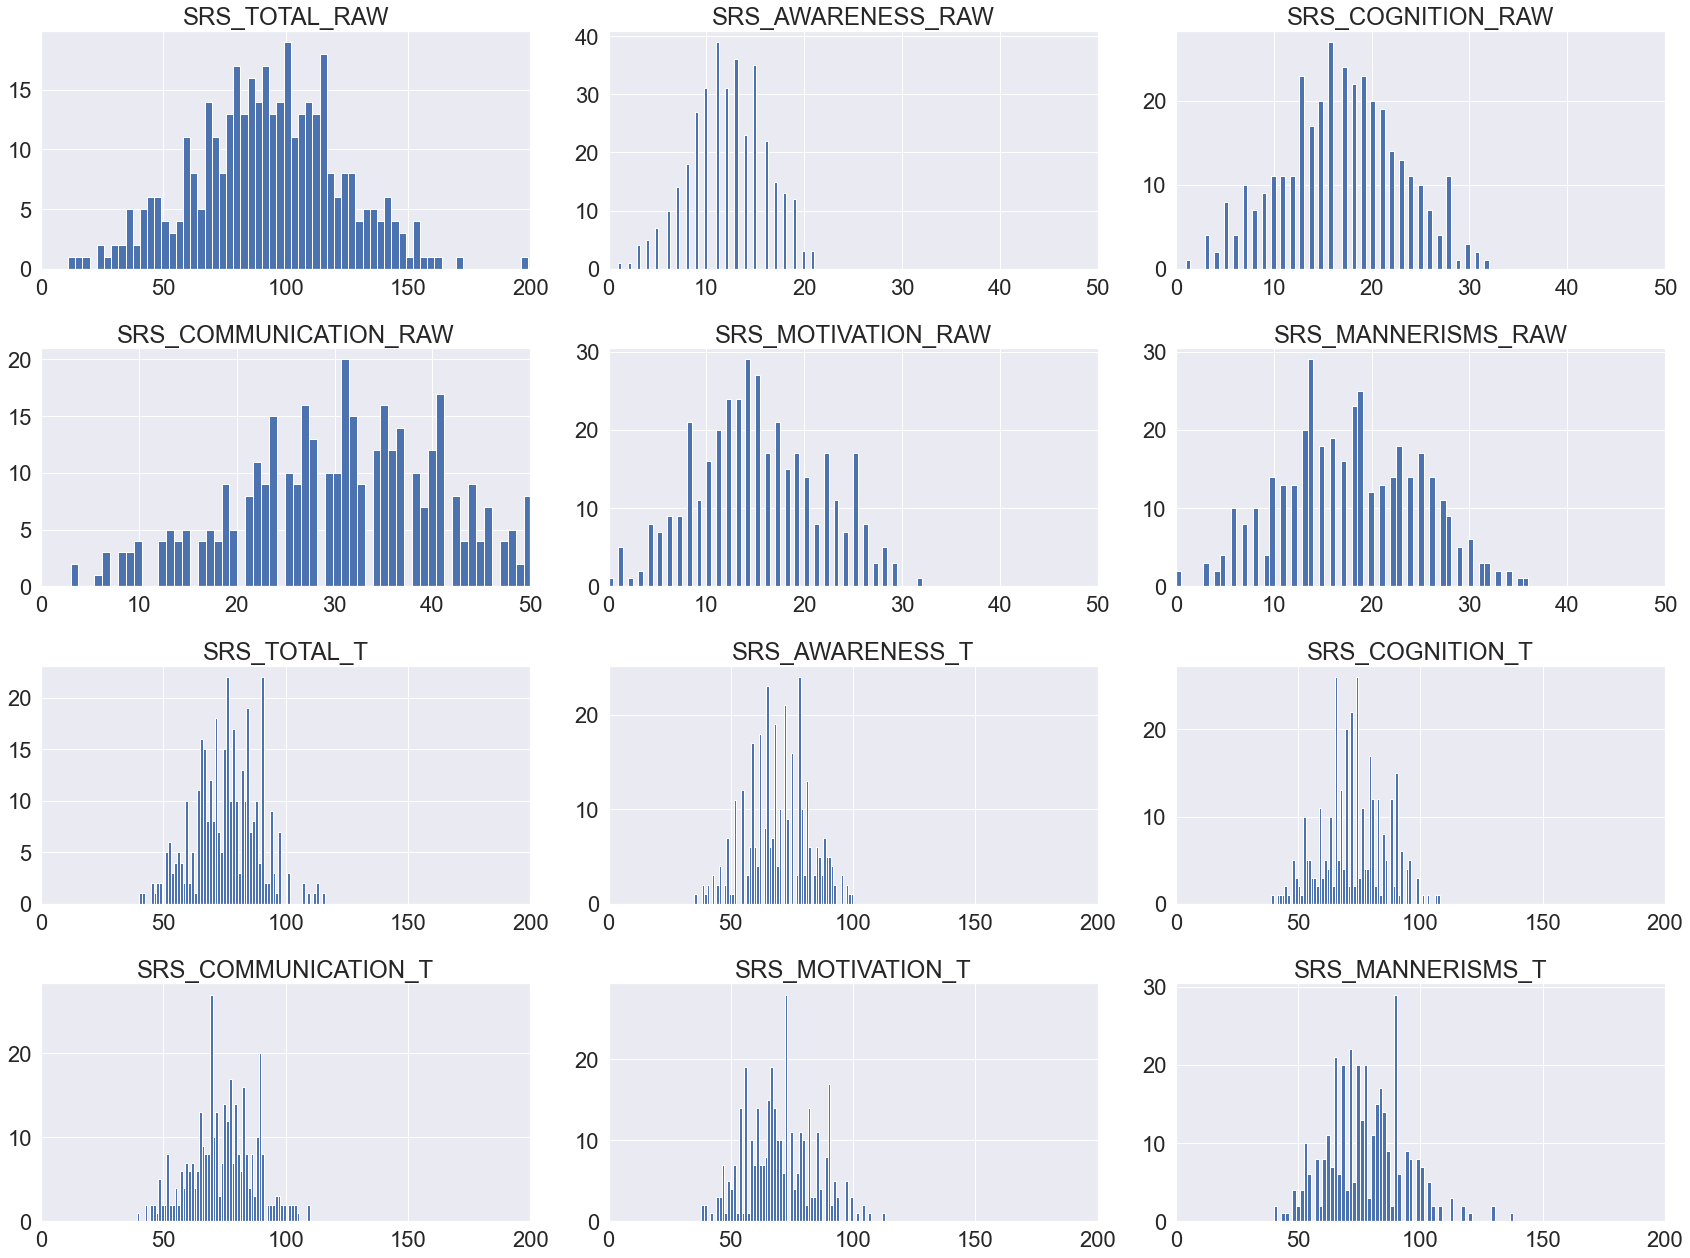 SRS_TOTAL_RAW
15
10
5
0
0 50 100 150 200
SRS_AWARENESS_RAW
40
30
20
10
0
0 10 20 30 40 50
SRS_COGNITION_RAW
20
10
0
0 10 20 30 40 50
SRS_COMMUNICATION_RAW
20
15
10
5
0
0 10 20 30 40 50
SRS_MOTIVATION_RAW
30
20
10
0
0 10 20 30 40 50
SRS_MANNERISMS_RAW
30
20
10
0
0 10 20 30 40 50
SRS_TOTAL_T
20
15
10
5
0
0 50 100 150 200
SRS_AWARENESS_T
20
10
0
0 50 100 150 200
SRS_COGNITION_T
20
10
0
0 50 100 150 200
SRS_COMMUNICATION_T
20
10
0
0 50 100 150 200
SRS_MOTIVATION_T
20
10
0
0 50 100 150 200
SRS_MANNERISMS_T
30
20
10
0
0 50 100 150 200